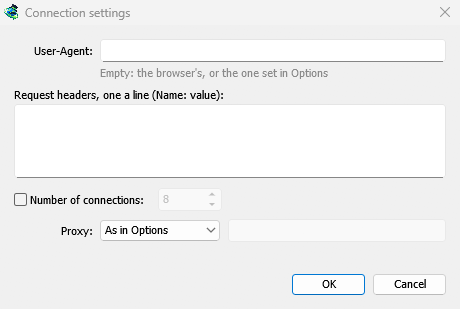 Connection settings
User-Agent:
Empty: the browser's, or the one set in Options
Request headers, one a line (Name: value):
Number of connections: 8
Proxy: As in Options
OK Cancel